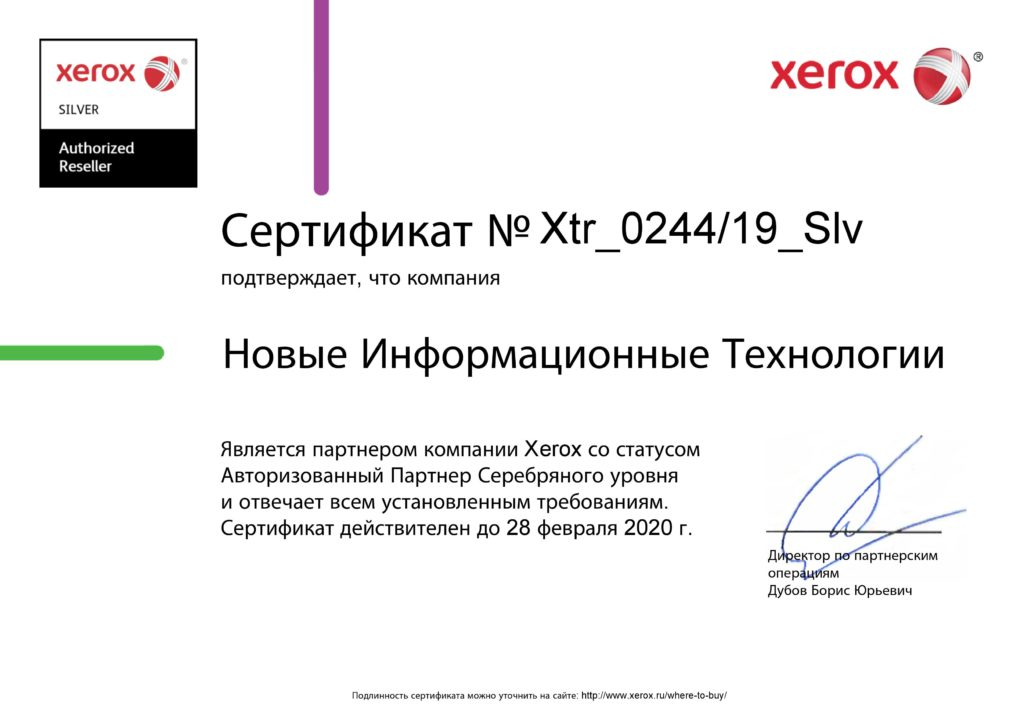 xerox ®
SILVER
Authorized
Reseller
xerox ®
Сертификат № Xtr_0244/19_Slv
подтверждает, что компания
Новые Информационные Технологии
Является партнером компании Xerox со статусом
Авторизованный Партнер Серебряного уровня
и отвечает всем установленным требованиям.
Сертификат действителен до 28 февраля 2020 г.
Директор по партнерским
операциям
Дубов Борис Юрьевич
Подлинность сертификата можно уточнить на сайте: http://www.xerox.ru/where-to-buy/